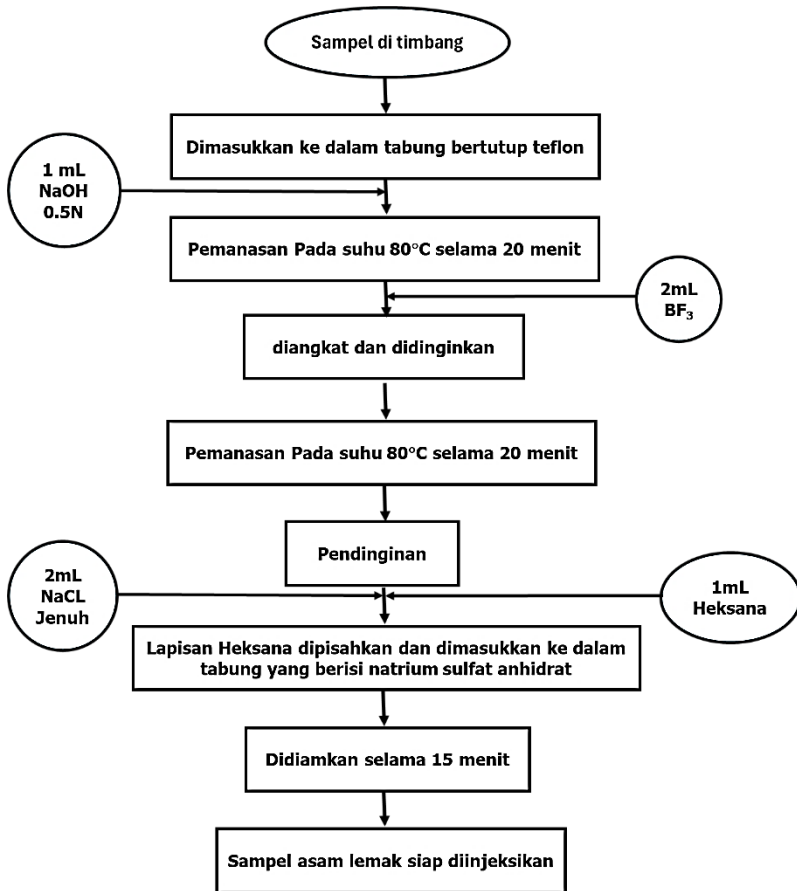 Sampel di timbang
Dimasukkan ke dalam tabung bertutup teflon
1 mL
NaOH
0.5N
Pemanasan Pada suhu 80°C selama 20 menit
2mL
BF₃
diangkat dan didinginkan
Pemanasan Pada suhu 80°C selama 20 menit
Pendinginan
2mL
NaCL
Jenuh
1mL
Heksana
Lapisan Heksana dipisahkan dan dimasukkan ke dalam
tabung yang berisi natrium sulfat anhidrat
Didiamkan selama 15 menit
Sampel asam lemak siap diinjeksikan